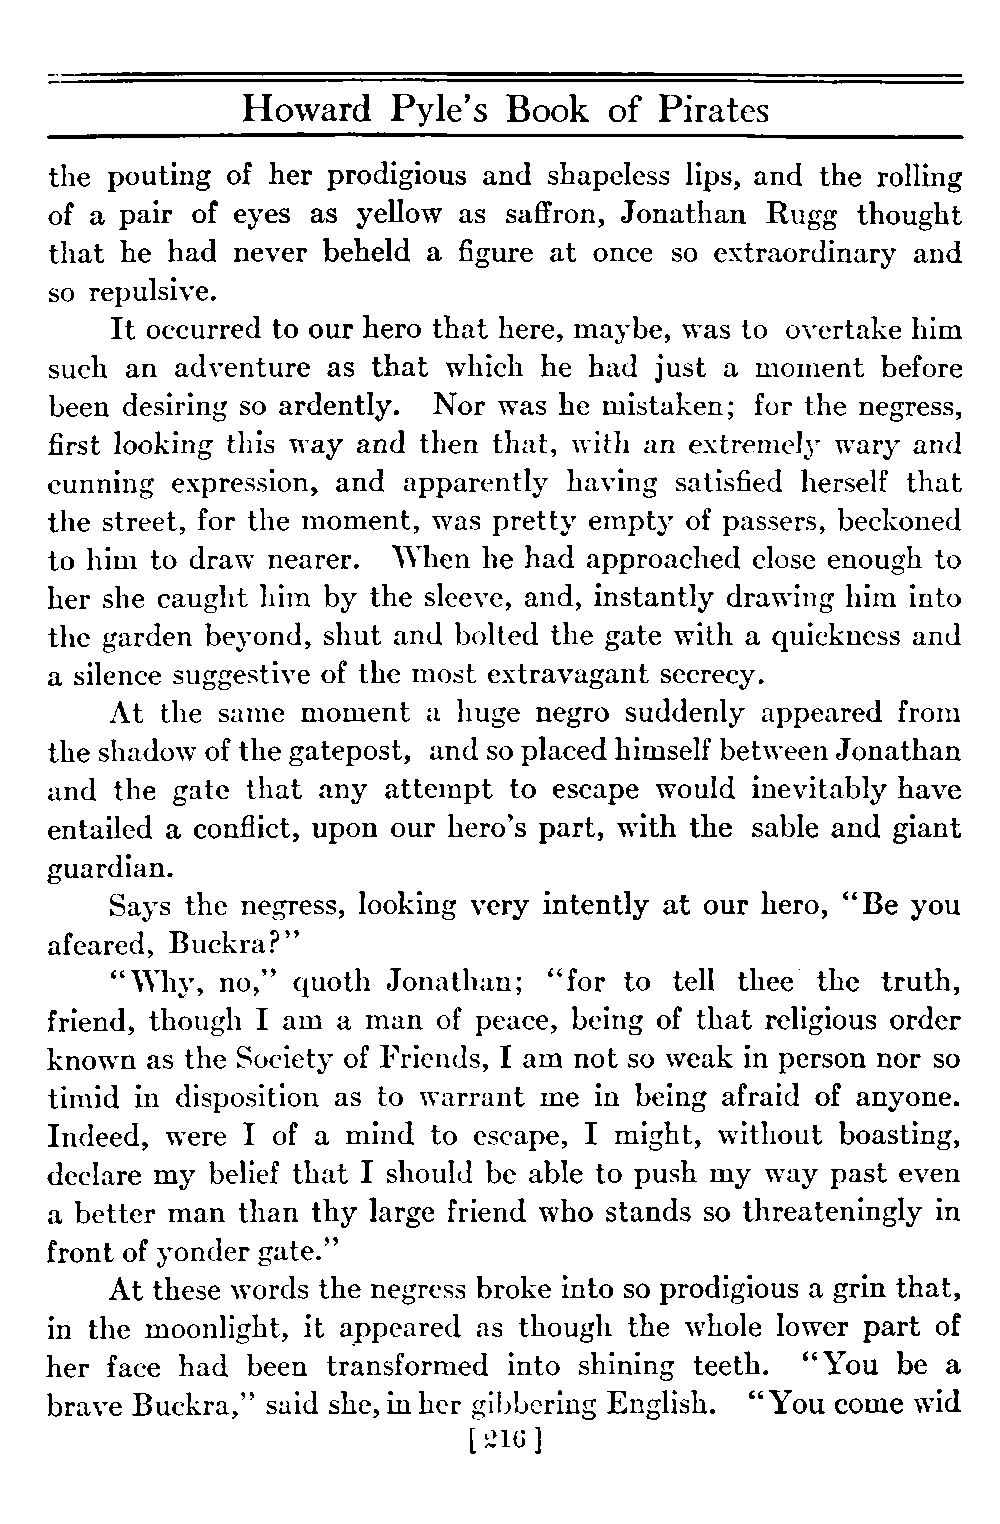 Howard Pyle's Book of Pirates
the pouting of her prodigious and shapeless lips, and the rolling
of a pair of eyes as yellow as saffron, Jonathan Rugg thought
that he had never beheld a figure at once so extraordinary and
so repulsive.
It occurred to our hero that here, maybe, was to overtake him
such an adventure as that which he had just a moment before
been desiring so ardently. Nor was he mistaken; for the negress,
first looking this way and then that, with an extremely wary and
cunning expression, and apparently having satisfied herself that
the street, for the moment, was pretty empty of passers, beckoned
to him to draw nearer. When he had approached close enough to
her she caught him by the sleeve, and, instantly drawing him into
the garden beyond, shut and bolted the gate with a quickness and
a silence suggestive of the most extravagant secrecy.
At the same moment a huge negro suddenly appeared from
the shadow of the gatepost, and so placed himself between Jonathan
and the gate that any attempt to escape would inevitably have
entailed a conflict, upon our hero's part, with the sable and giant
guardian.
Says the negress, looking very intently at our hero, "Be you
afeared, Buckra?"
"Why, no," quoth Jonathan; "for to tell thee the truth,
friend, though I am a man of peace, being of that religious order
known as the Society of Friends, I am not so weak in person nor so
timid in disposition as to warrant me in being afraid of anyone.
Indeed, were I of a mind to escape, I might, without boasting,
declare my belief that I should be able to push my way past even
a better man than thy large friend who stands so threateningly in
front of yonder gate."
At these words the negress broke into so prodigious a grin that,
in the moonlight, it appeared as though the whole lower part of
her face had been transformed into shining teeth. "You be a
brave Buckra," said she, in her gibbering English. "You come wid
[216]